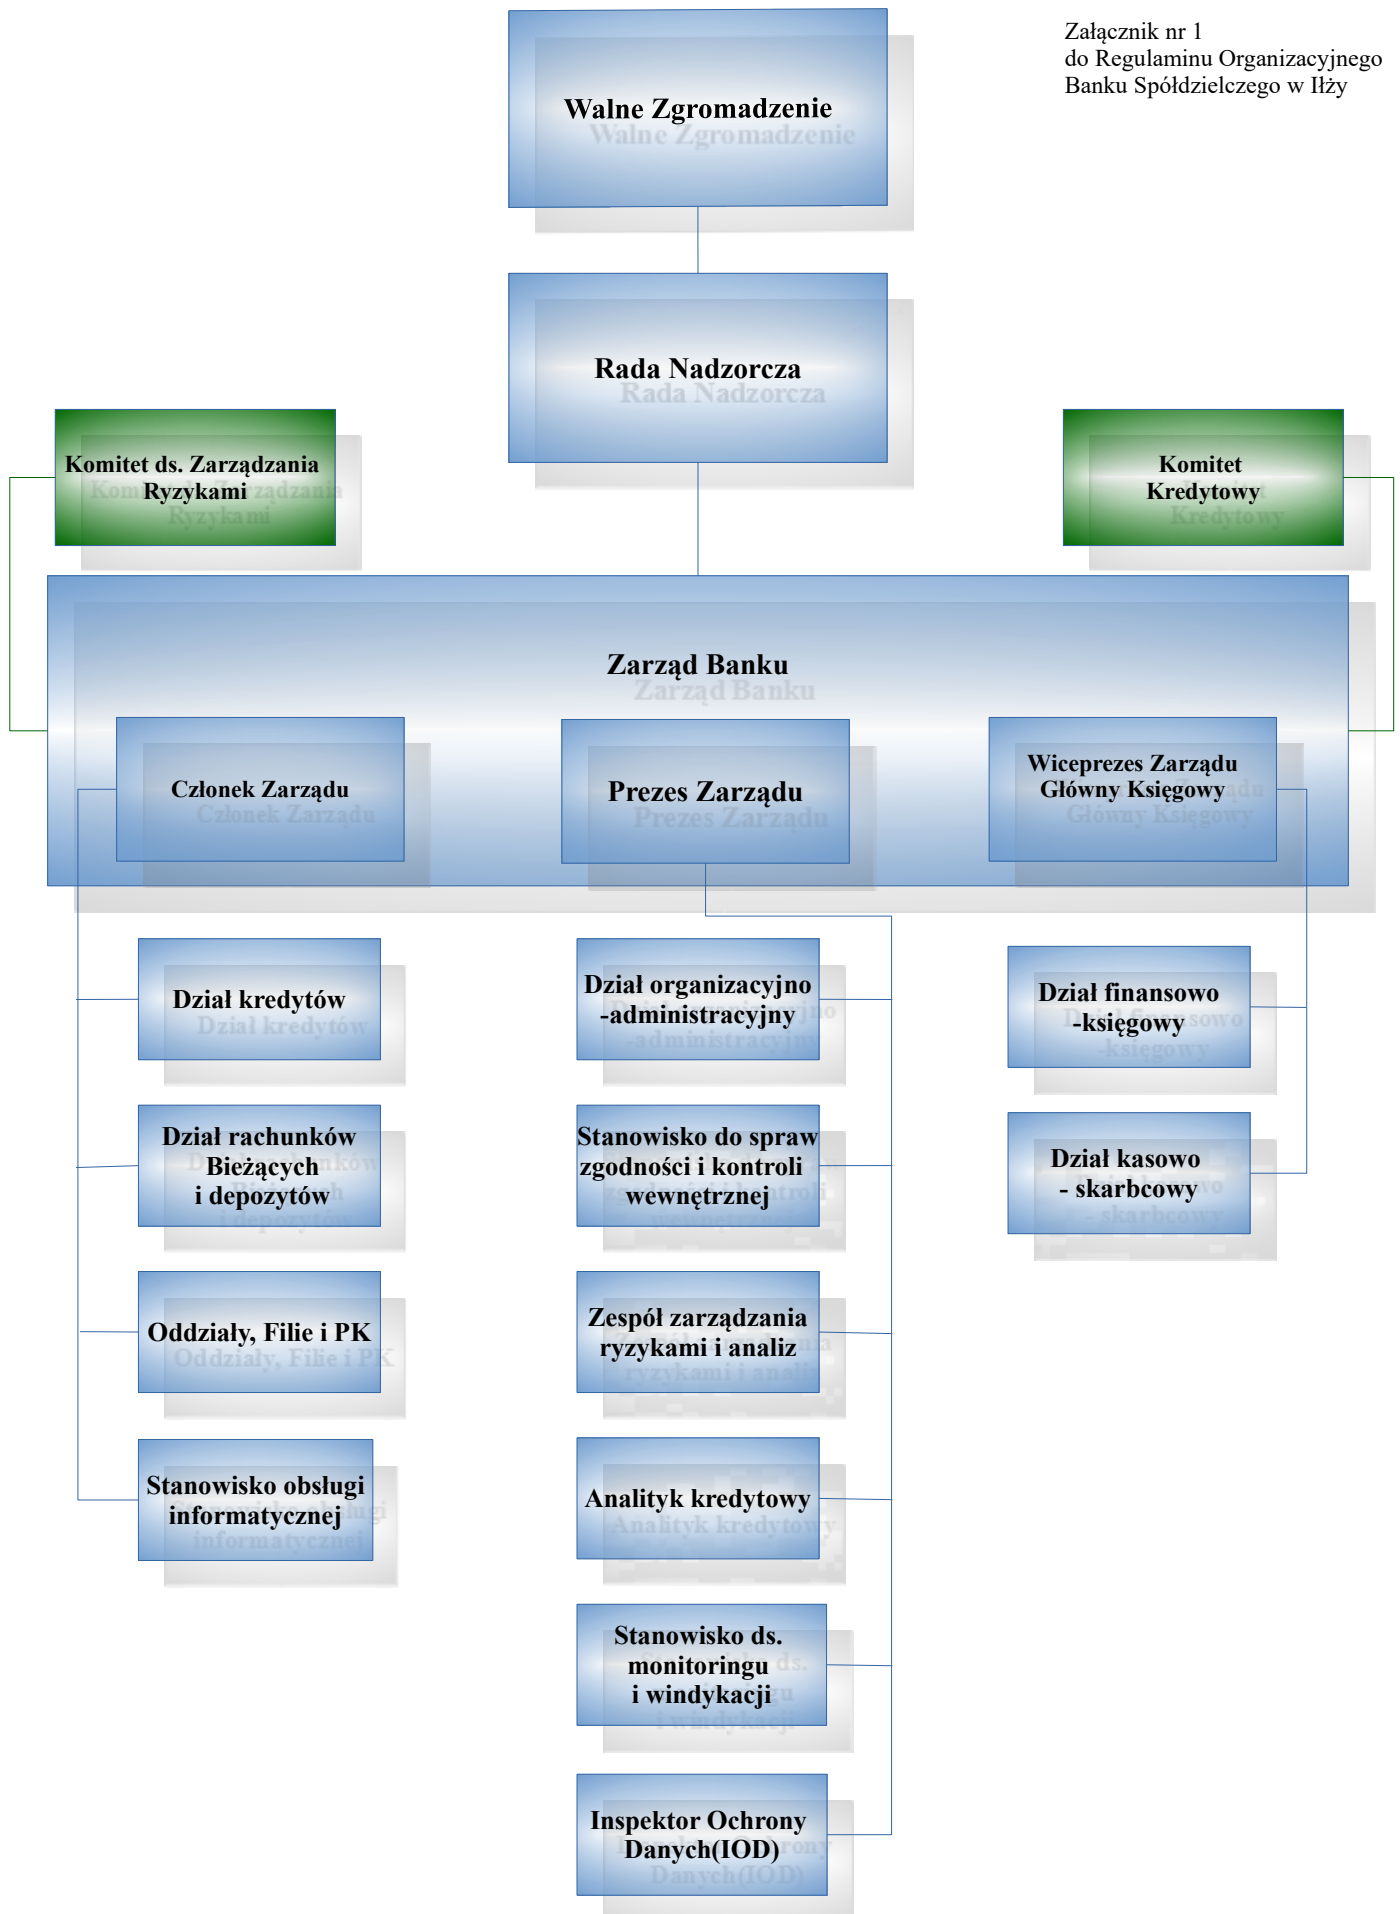 Załącznik nr 1
do Regulaminu Organizacyjnego
Banku Spółdzielczego w Iłży
Walne Zgromadzenie
Rada Nadzorcza
Komitet ds. Zarządzania
Ryzykami
Komitet
Kredytowy
Zarząd Banku
Członek Zarządu
Prezes Zarządu
Wiceprezes Zarządu
Główny Księgowy
Dział kredytów
Dział rachunków
Bieżących
i depozytów
Oddziały, Filie i PK
Stanowisko obsługi
informatycznej
Dział organizacyjno
-administracyjny
Stanowisko do spraw
zgodności i kontroli
wewnętrznej
Zespół zarządzania
ryzykami i analiz
Analityk kredytowy
Stanowisko ds.
monitoringu
i windykacji
Inspektor Ochrony
Danych(IOD)
Dział finansowo
-księgowy
Dział kasowo
- skarbcowy